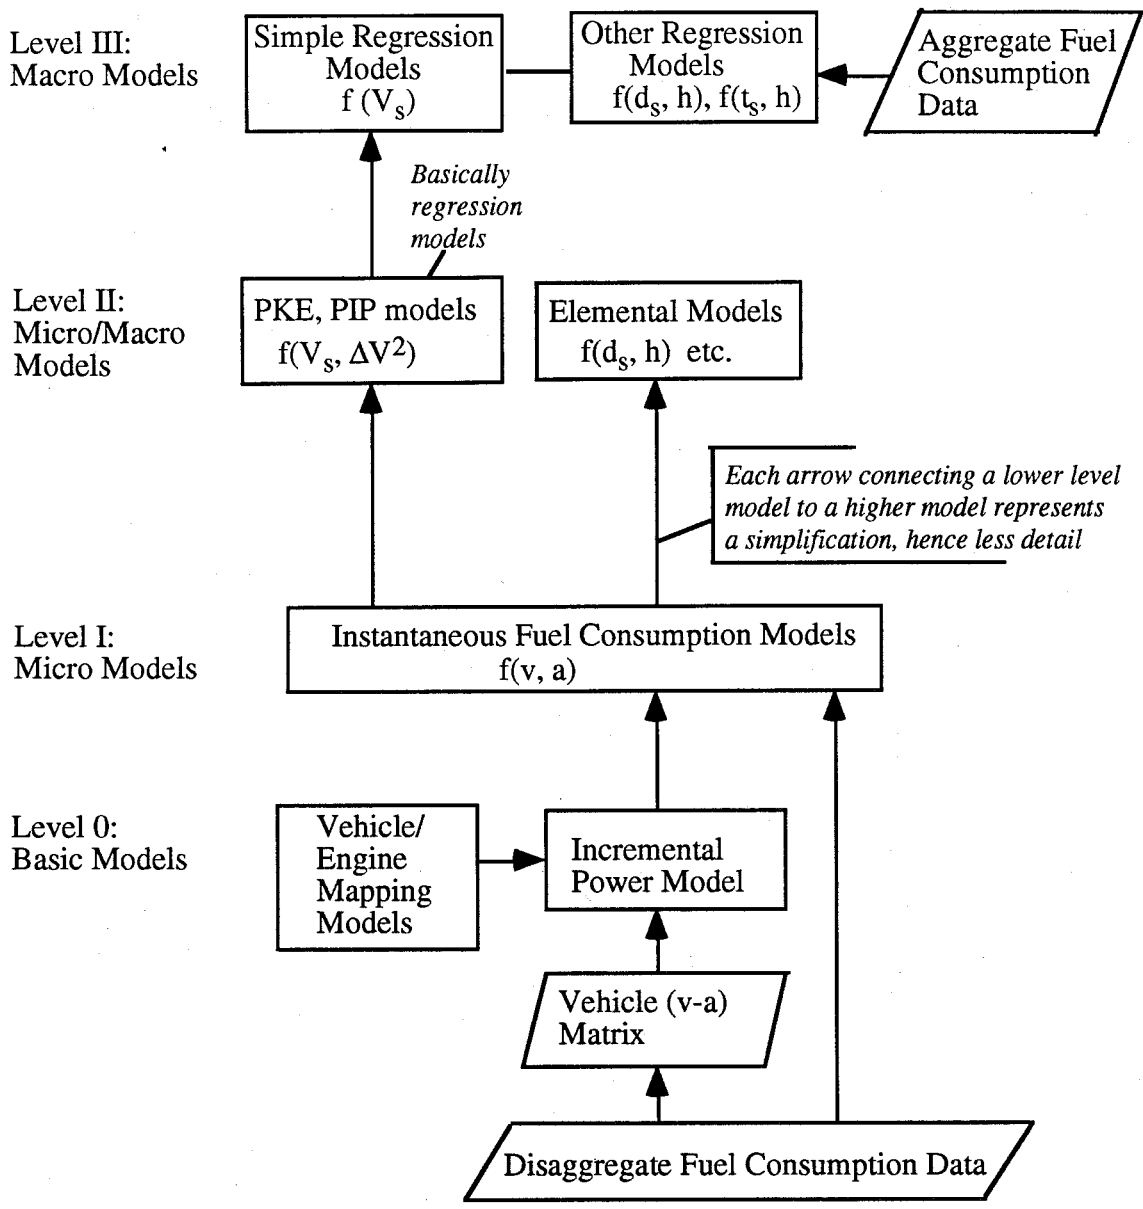 Level III:
Macro Models
Simple Regression
Models
f (Vs)
Other Regression
Models
f(ds, h), f(ts, h)
Aggregate Fuel
Consumption
Data
Basically
regression
models
Level II:
Micro/Macro
Models
PKE, PIP models
f(Vs, ΔV2)
Elemental Models
f(ds, h) etc.
Each arrow connecting a lower level
model to a higher model represents
a simplification, hence less detail
Level I:
Micro Models
Instantaneous Fuel Consumption Models
f(v, a)
Level 0:
Basic Models
Vehicle/
Engine
Mapping
Models
Incremental
Power Model
Vehicle (v-a)
Matrix
Disaggregate Fuel Consumption Data